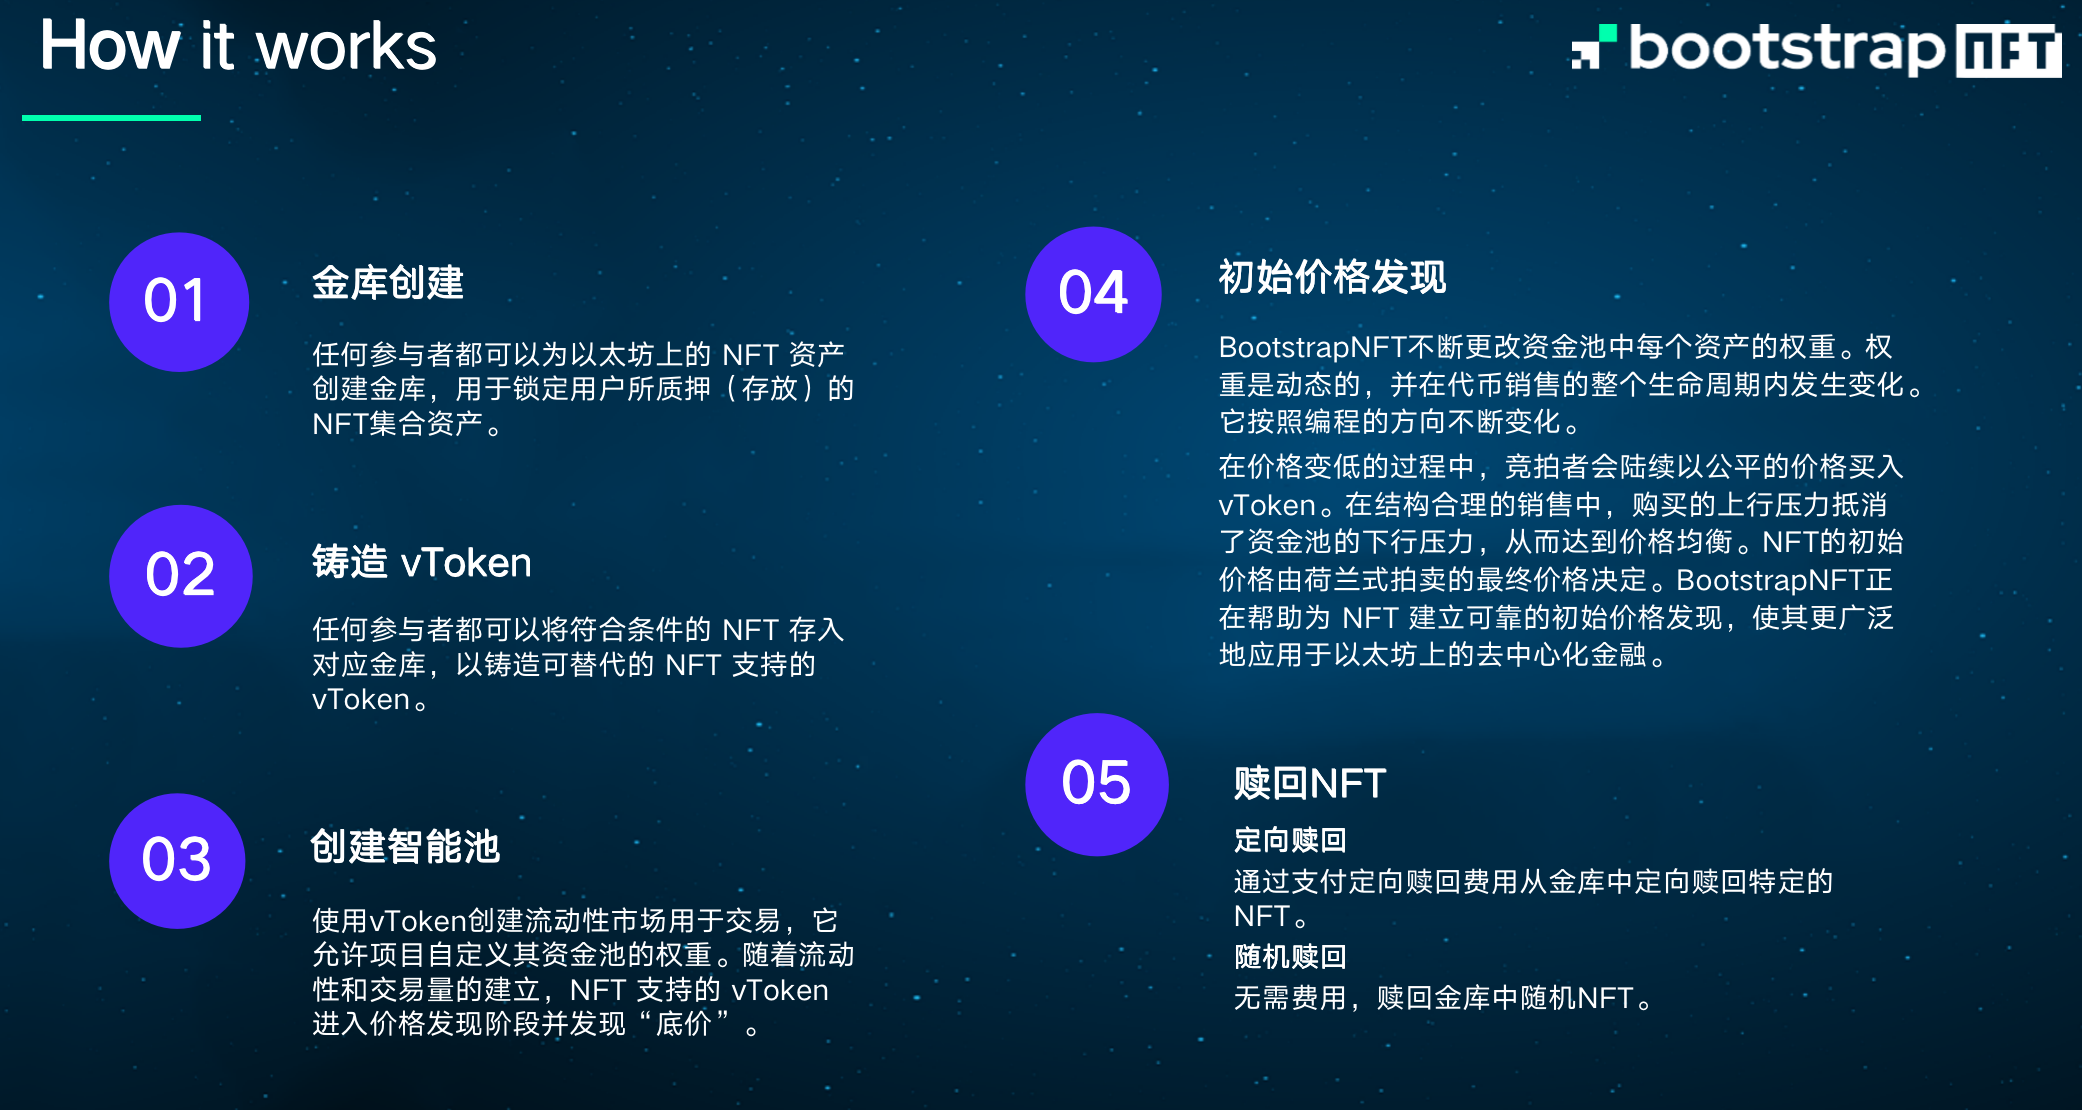 How it works
bootstrap NFT
01
金库创建
任何参与者都可以为以太坊上的 NFT 资产
创建金库，用于锁定用户所质押（存放）的
NFT集合资产。
02
铸造 vToken
任何参与者都可以将符合条件的 NFT 存入
对应金库，以铸造可替代的 NFT 支持的
vToken。
03
创建智能池
使用vToken创建流动性市场用于交易，它
允许项目自定义其资金池的权重。随着流动
性和交易量的建立，NFT 支持的 vToken
进入价格发现阶段并发现“底价”。
04
初始价格发现
BootstrapNFT不断更改资金池中每个资产的权重。权
重是动态的，并在代币销售的整个生命周期内发生变化。
它按照编程的方向不断变化。
在价格变低的过程中，竞拍者会陆续以公平的价格买入
vToken。在结构合理的销售中，购买的上行压力抵消
了资金池的下行压力，从而达到价格均衡。NFT的初始
价格由荷兰式拍卖的最终价格决定。BootstrapNFT正
在帮助为 NFT 建立可靠的初始价格发现，使其更广泛
地应用于以太坊上的去中心化金融。
05
赎回NFT
定向赎回
通过支付定向赎回费用从金库中定向赎回特定的
NFT。
随机赎回
无需费用，赎回金库中随机NFT。